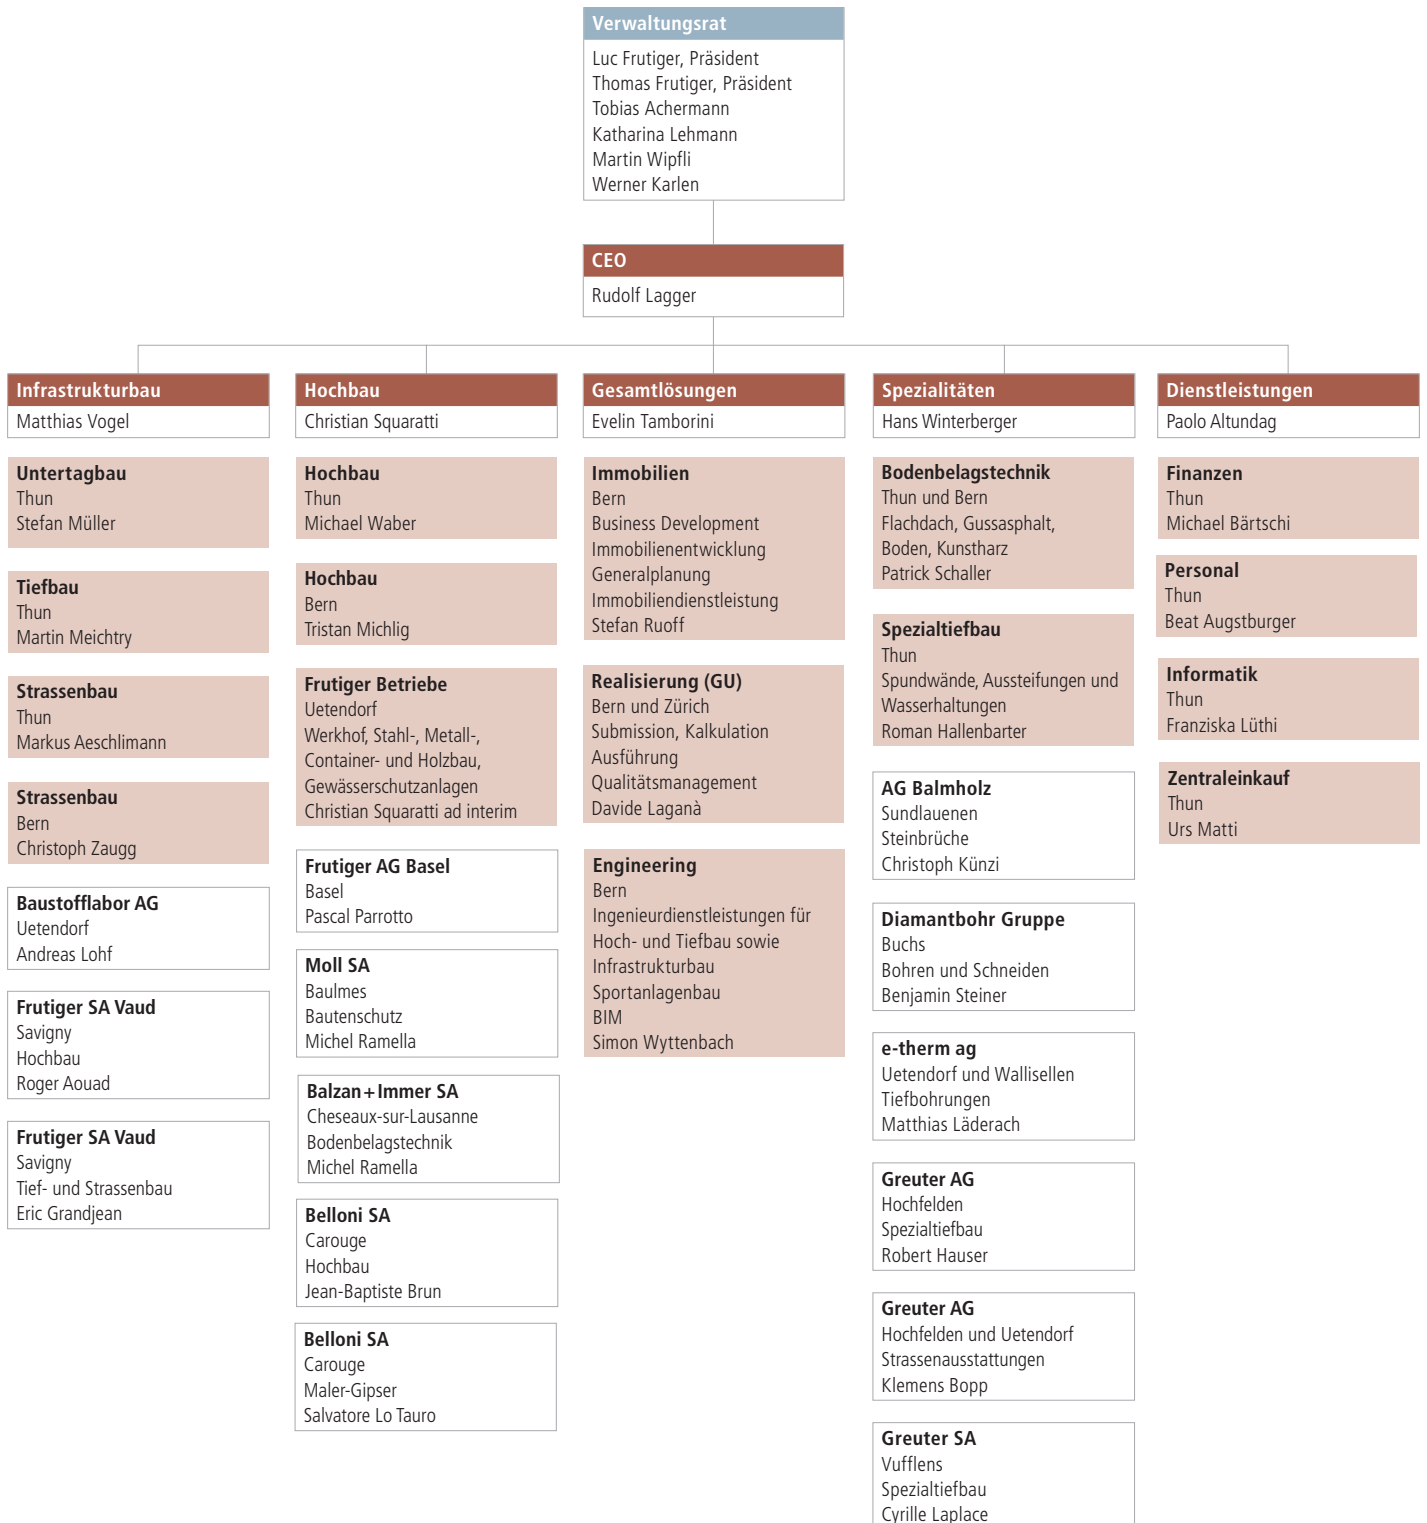 Verwaltungsrat
Luc Frutiger, Präsident
Thomas Frutiger, Präsident
Tobias Achermann
Katharina Lehmann
Martin Wipfli
Werner Karlen
CEO
Rudolf Lagger
Infrastrukturbau
Matthias Vogel
Untertagbau
Thun
Stefan Müller
Tiefbau
Thun
Martin Meichtry
Strassenbau
Thun
Markus Aeschlimann
Strassenbau
Bern
Christoph Zaugg
Baustofflabor AG
Uetendorf
Andreas Lohf
Frutiger SA Vaud
Savigny
Hochbau
Roger Aouad
Frutiger SA Vaud
Savigny
Tief- und Strassenbau
Eric Grandjean
Hochbau
Christian Squaratti
Hochbau
Thun
Michael Waber
Hochbau
Bern
Tristan Michlig
Frutiger Betriebe
Uetendorf
Werkhof, Stahl-, Metall-,
Container- und Holzbau,
Gewässerschutzanlagen
Christian Squaratti ad interim
Frutiger AG Basel
Basel
Pascal Parrotto
Moll SA
Baulmes
Bautenschutz
Michel Ramella
Balzan+Immer SA
Cheseaux-sur-Lausanne
Bodenbelagstechnik
Michel Ramella
Belloni SA
Carouge
Hochbau
Jean-Baptiste Brun
Belloni SA
Carouge
Maler-Gipser
Salvatore Lo Tauro
Gesamtlösungen
Evelin Tamborini
Immobilien
Bern
Business Development
Immobilienentwicklung
Generalplanung
Immobiliendienstleistung
Stefan Ruoff
Realisierung (GU)
Bern und Zürich
Submission, Kalkulation
Ausführung
Qualitätsmanagement
Davide Laganà
Engineering
Bern
Ingenieurdienstleistungen für
Hoch- und Tiefbau sowie
Infrastrukturbau
Sportanlagenbau
BIM
Simon Wyttenbach
Spezialitäten
Hans Winterberger
Bodenbelagstechnik
Thun und Bern
Flachdach, Gussasphalt,
Boden, Kunstharz
Patrick Schaller
Spezialtiefbau
Thun
Spundwände, Aussteifungen und
Wasserhaltungen
Roman Hallenbarter
AG Balmholz
Sundlauenen
Steinbrüche
Christoph Künzi
Diamantbohr Gruppe
Buchs
Bohren und Schneiden
Benjamin Steiner
e-therm ag
Uetendorf und Wallisellen
Tiefbohrungen
Matthias Läderach
Greuter AG
Hochfelden
Spezialtiefbau
Robert Hauser
Greuter AG
Hochfelden und Uetendorf
Strassenausstattungen
Klemens Bopp
Greuter SA
Vufflens
Spezialtiefbau
Cyrille Laplace
Dienstleistungen
Paolo Altundag
Finanzen
Thun
Michael Bärtschi
Personal
Thun
Beat Augstburger
Informatik
Thun
Franziska Lüthi
Zentraleinkauf
Thun
Urs Matti